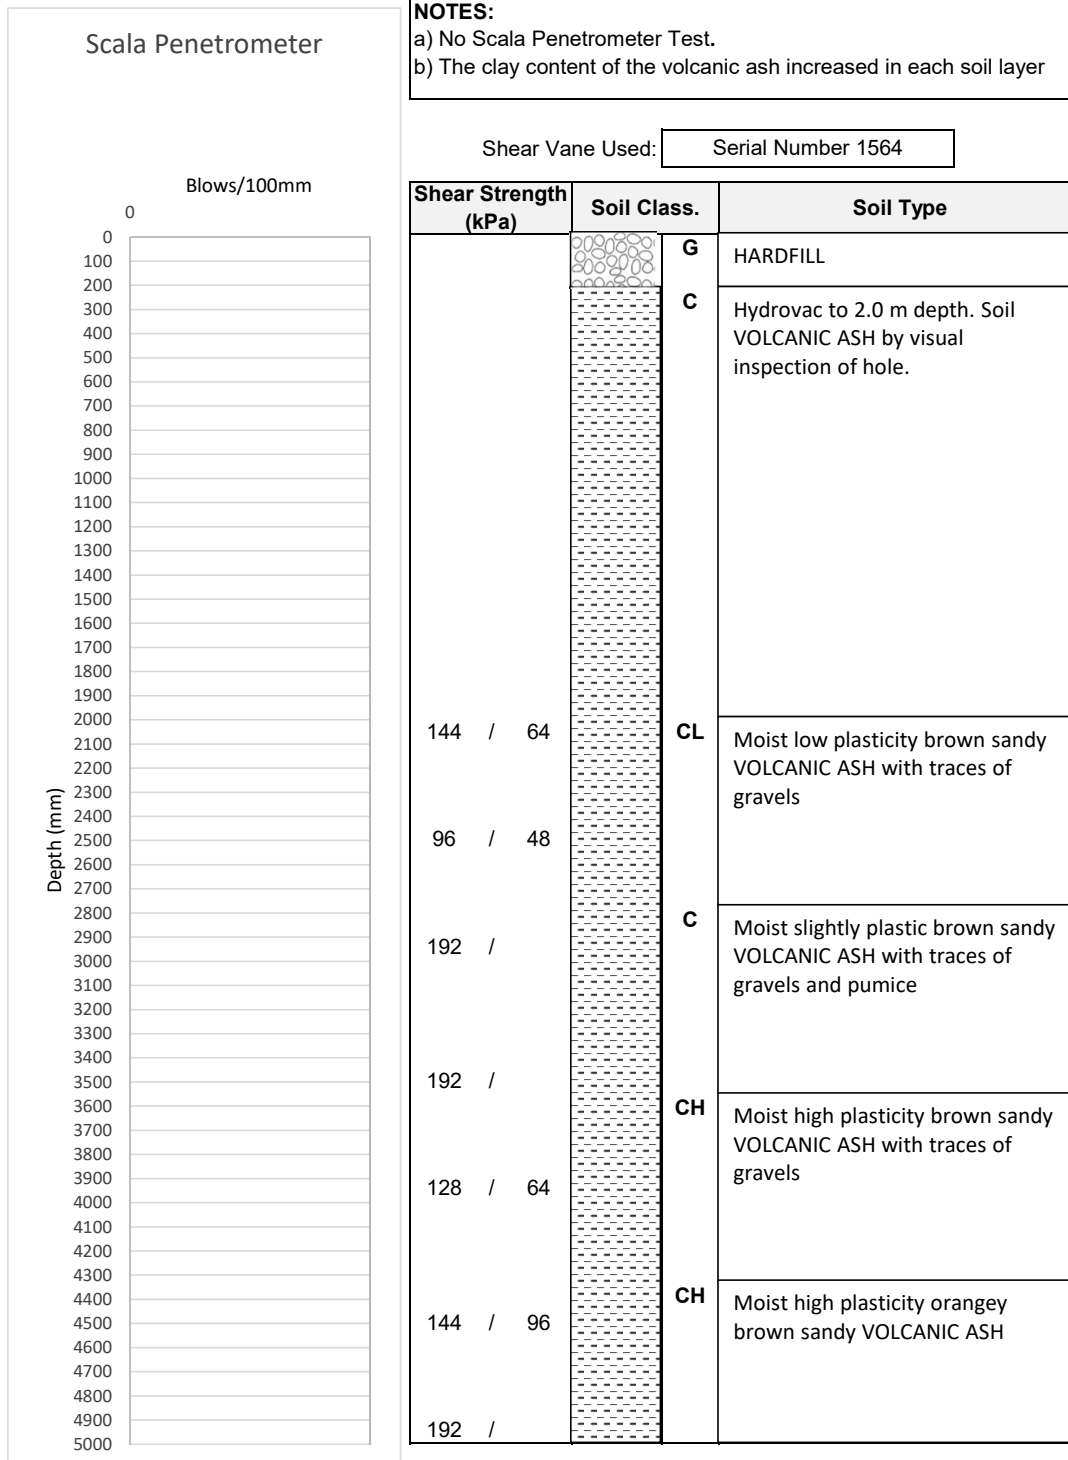 Scala Penetrometer
Blows/100mm
0
0
100
200
300
400
500
600
700
800
900
1000
1100
1200
1300
1400
1500
1600
1700
1800
1900
2000
2100
2200
2300
2400
2500
2600
2700
2800
2900
3000
3100
3200
3300
3400
3500
3600
3700
3800
3900
4000
4100
4200
4300
4400
4500
4600
4700
4800
4900
5000
Depth (mm)
NOTES:
a) No Scala Penetrometer Test.
b) The clay content of the volcanic ash increased in each soil layer
Shear Vane Used: Serial Number 1564
Shear Strength
(kPa)
Soil Class.
Soil Type
G
HARDFILL
C
Hydrovac to 2.0 m depth. Soil
VOLCANIC ASH by visual
inspection of hole.
144 / 64
CL
Moist low plasticity brown sandy
VOLCANIC ASH with traces of
gravels
96 / 48
C
Moist slightly plastic brown sandy
VOLCANIC ASH with traces of
gravels and pumice
192 /
192 /
CH
Moist high plasticity brown sandy
VOLCANIC ASH with traces of
gravels
128 / 64
CH
Moist high plasticity orangey
brown sandy VOLCANIC ASH
144 / 96
192 /